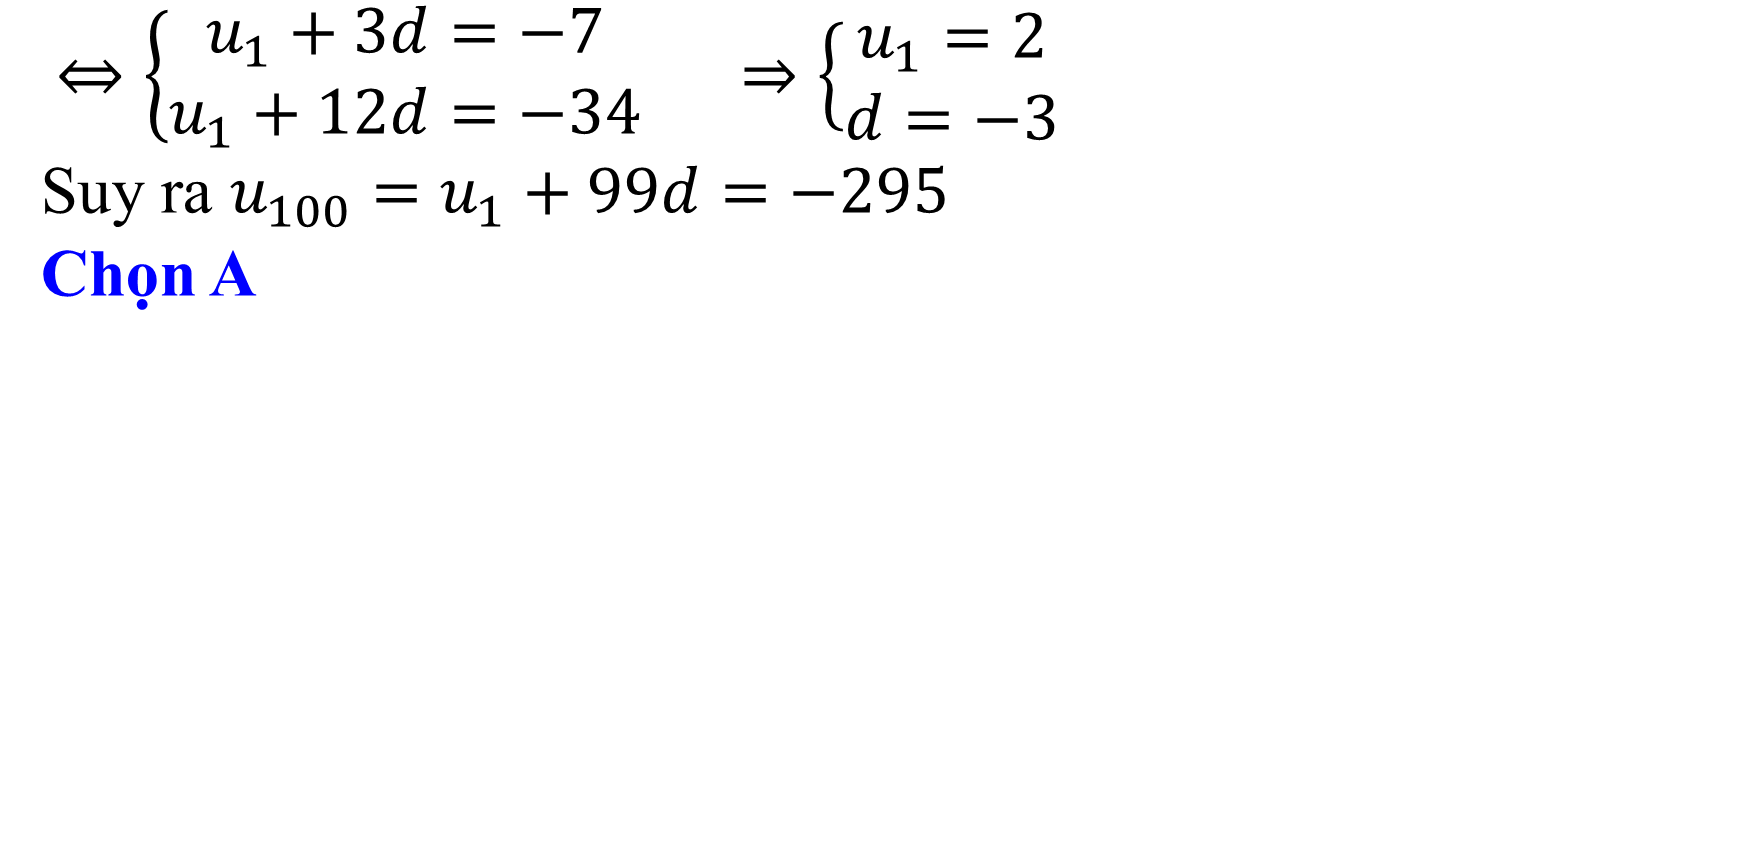 ⇔ { u₁ + 3d = −7 ⇒ { u₁ = 2
u₁ + 12d = −34 d = −3
Suy ra u₁₀₀ = u₁ + 99d = −295
Chọn A